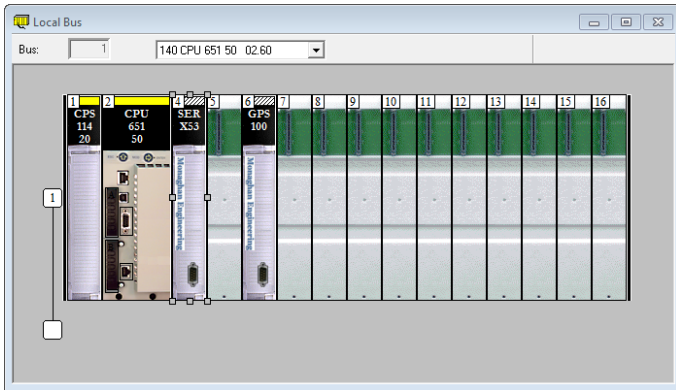 Local Bus
Bus: 1 140 CPU 651 50 02.60
1 2 4 5 6 7 8 9 10 11 12 13 14 15 16
CPS CPU SER GPS
114 651 X53 100
20 50
Monaghan Engineering
Monaghan Engineering
1